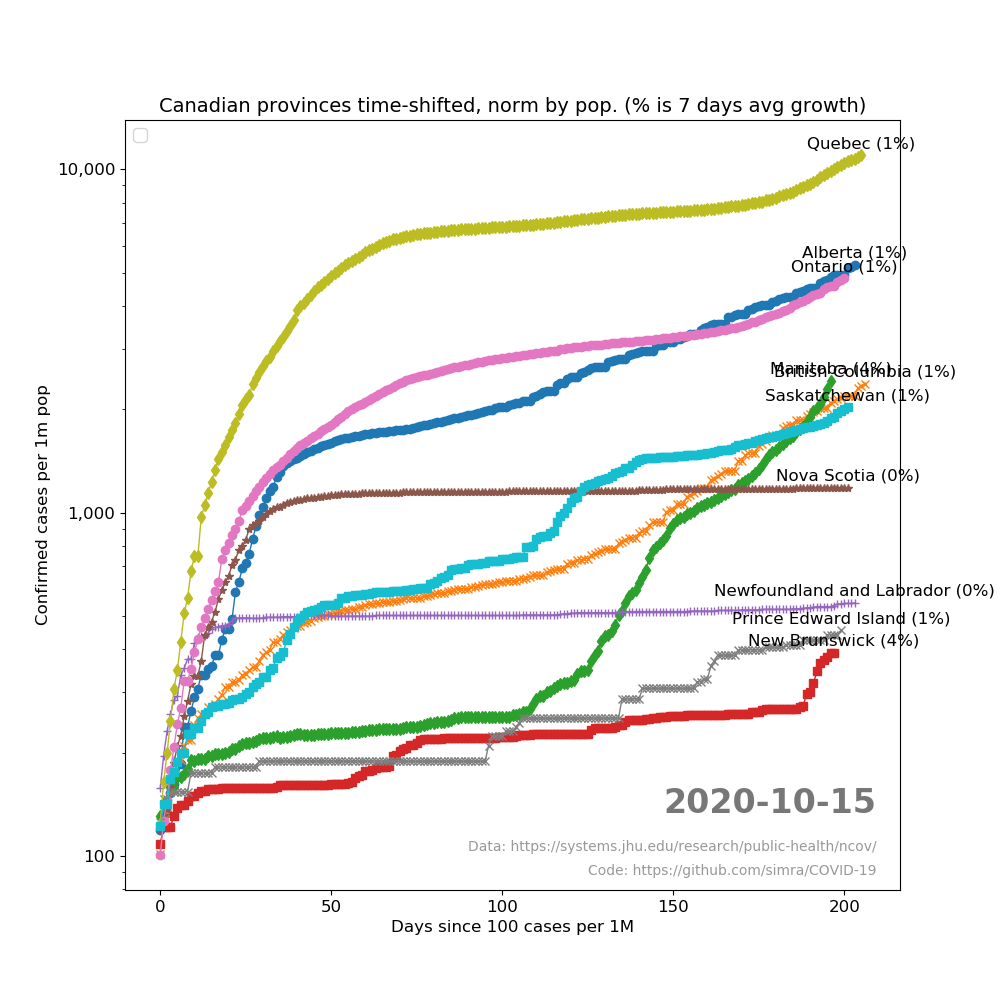 Canadian provinces time-shifted, norm by pop. (% is 7 days avg growth)
Quebec (1%)
10,000
Alberta (1%)
Ontario (1%)
Manitoba (4%)
British Columbia (1%)
Saskatchewan (1%)
Nova Scotia (0%)
1,000
Confirmed cases per 1m pop
Newfoundland and Labrador (0%)
Prince Edward Island (1%)
New Brunswick (4%)
2020-10-15
Data: https://systems.jhu.edu/research/public-health/ncov/
100
Code: https://github.com/simra/COVID-19
0 50 100 150 200
Days since 100 cases per 1M